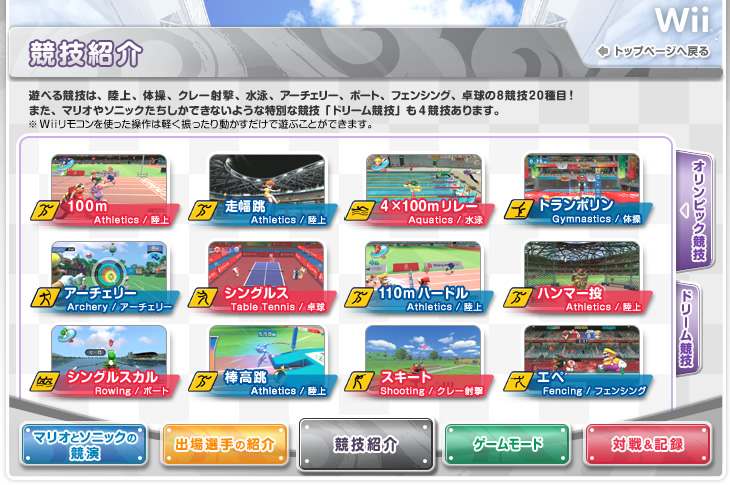 Wii
競技紹介
トップページへ戻る
遊べる競技は、陸上、体操、クレー射撃、水泳、アーチェリー、ボート、フェンシング、卓球の8競技20種目！
また、マリオやソニックたちしかできないような特別な競技「ドリーム競技」も４競技あります。
※Wiiリモコンを使った操作は軽く振ったり動かすだけで遊ぶことができます。
100m
Athletics / 陸上
走幅跳
Athletics / 陸上
4×100mリレー
Aquatics / 水泳
トランポリン
Gymnastics / 体操
アーチェリー
Archery / アーチェリー
シングルス
Table Tennis / 卓球
110mハードル
Athletics / 陸上
ハンマー投
Athletics / 陸上
シングルスカル
Rowing / ボート
棒高跳
Athletics / 陸上
スキート
Shooting / クレー射撃
エペ
Fencing / フェンシング
オリンピック競技
ドリーム競技
マリオとソニックの
競演
出場選手の紹介
競技紹介
ゲームモード
対戦&記録